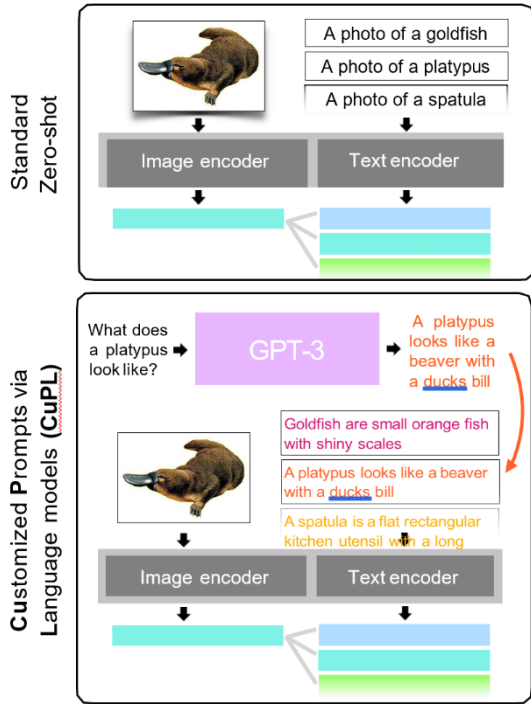 Standard
Zero-shot
A photo of a goldfish
A photo of a platypus
A photo of a spatula
Image encoder
Text encoder
Customized Prompts via
Language models (CuPL)
What does
a platypus
look like?
GPT-3
A platypus
looks like a
beaver with
a ducks bill
Goldfish are small orange fish
with shiny scales
A platypus looks like a beaver
with a ducks bill
A spatula is a flat rectangular
kitchen utensil with a long
Image encoder
Text encoder